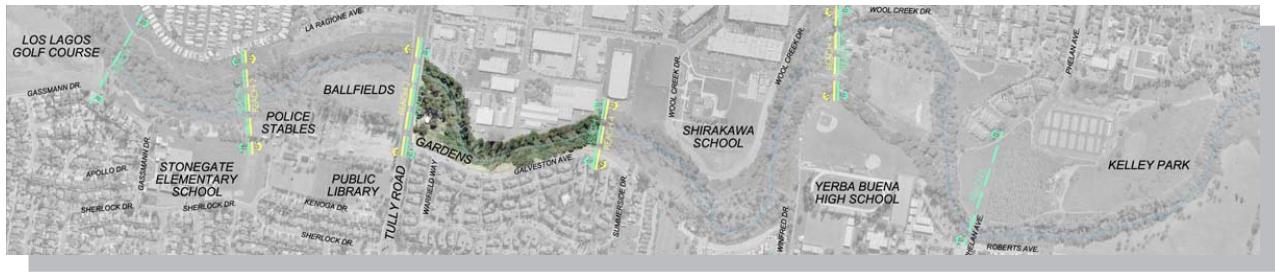 LOS LAGOS
GOLF COURSE
GASSMANN DR.
LA RAGIONE AVE.
APOLLO DR.
GASSMANN DR.
SHERLOCK DR.
STONEGATE
ELEMENTARY
SCHOOL
SHERLOCK DR.
POLICE
STABLES
BALLFIELDS
PUBLIC
LIBRARY
KENOGA DR.
SHERLOCK DR.
TULLY ROAD
GARDENS
WARFIELD WAY
GALVESTON AVE.
SUMMERSIDE DR.
WOOL CREEK DR.
SHIRAKAWA
SCHOOL
WOOL CREEK DR.
WINFRED DR.
WOOL CREEK DR.
YERBA BUENA
HIGH SCHOOL
PHELAN AVE.
PHELAN AVE.
ROBERTS AVE.
KELLEY PARK